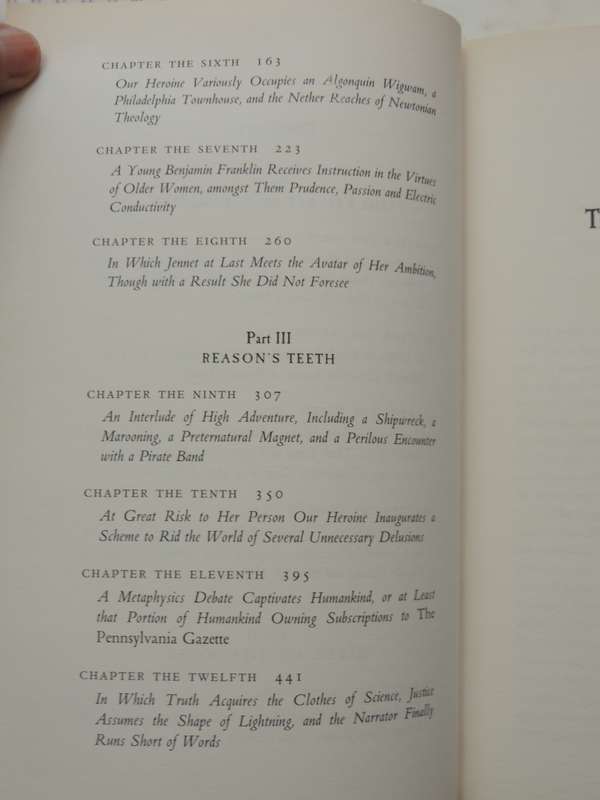 CHAPTER THE SIXTH 163
Our Heroine Variously Occupies an Algonquin Wigwam, a
Philadelphia Townhouse, and the Nether Reaches of Newtonian
Theology
CHAPTER THE SEVENTH 223
A Young Benjamin Franklin Receives Instruction in the Virtues
of Older Women, amongst Them Prudence, Passion and Electric
Conductivity
CHAPTER THE EIGHTH 260
In Which Jennet at Last Meets the Avatar of Her Ambition,
Though with a Result She Did Not Foresee
Part III
REASON'S TEETH
CHAPTER THE NINTH 307
An Interlude of High Adventure, Including a Shipwreck, a
Marooning, a Preternatural Magnet, and a Perilous Encounter
with a Pirate Band
CHAPTER THE TENTH 350
At Great Risk to Her Person Our Heroine Inaugurates a
Scheme to Rid the World of Several Unnecessary Delusions
CHAPTER THE ELEVENTH 395
A Metaphysics Debate Captivates Humankind, or at Least
that Portion of Humankind Owning Subscriptions to The
Pennsylvania Gazette
CHAPTER THE TWELFTH 441
In Which Truth Acquires the Clothes of Science, Justice
Assumes the Shape of Lightning, and the Narrator Finally
Runs Short of Words